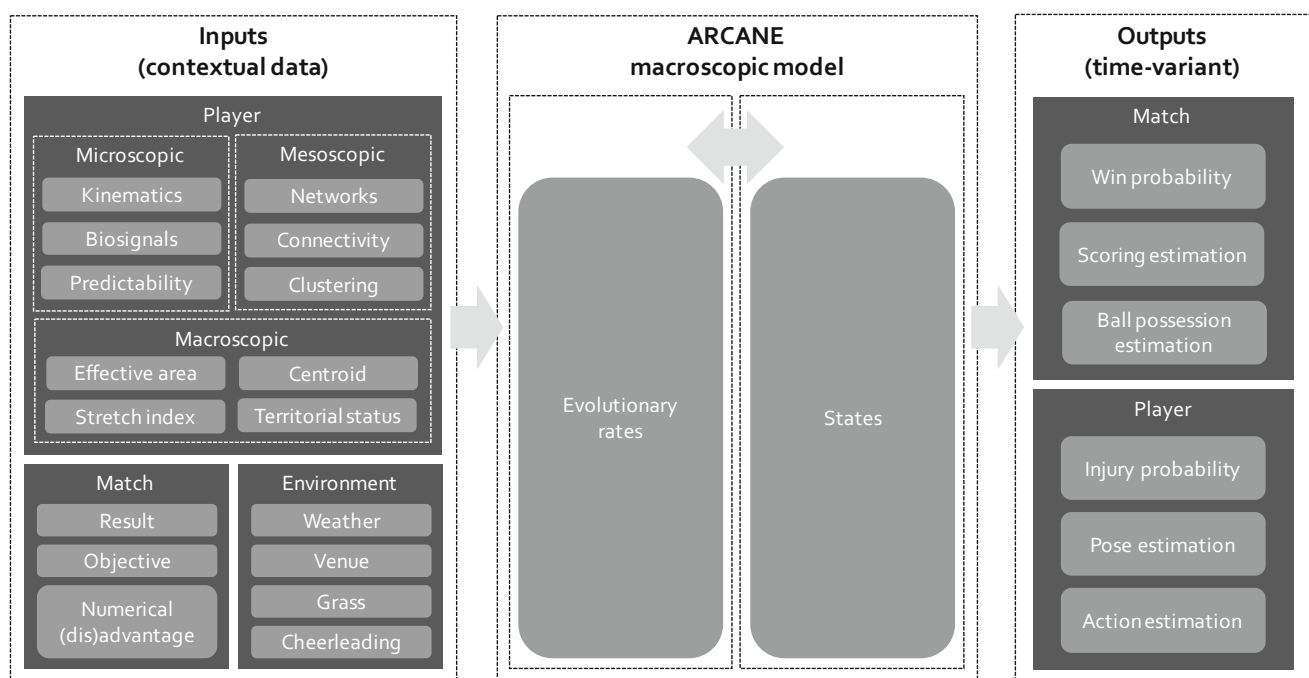 Inputs
(contextual data)
Player
Microscopic
Kinematics
Biosignals
Predictability
Mesoscopic
Networks
Connectivity
Clustering
Macroscopic
Effective area
Centroid
Stretch index
Territorial status
Match
Result
Objective
Numerical
(dis)advantage
Environment
Weather
Venue
Grass
Cheerleading
ARCANE
macroscopic model
Evolutionary
rates
States
Outputs
(time-variant)
Match
Win probability
Scoring estimation
Ball possession
estimation
Player
Injury probability
Pose estimation
Action estimation